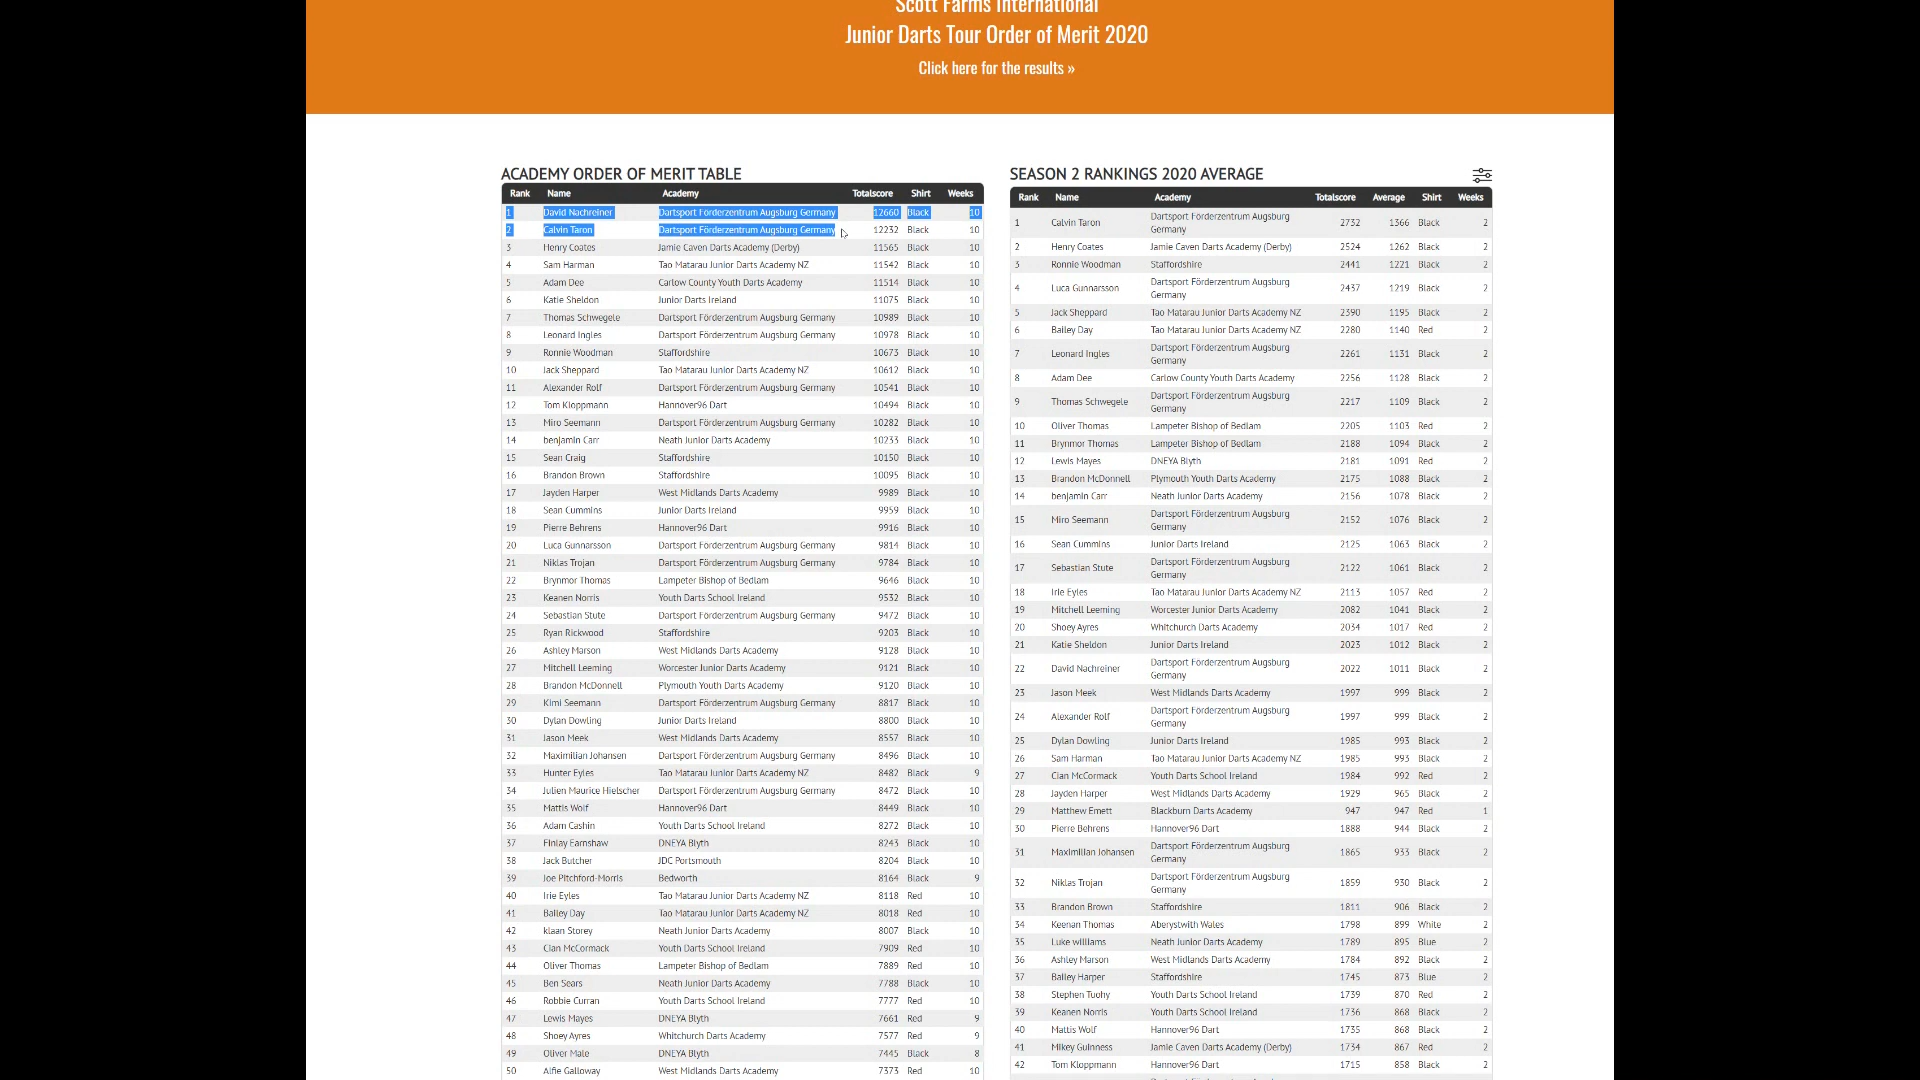 Scott Farms International
Junior Darts Tour Order of Merit 2020
Click here for the results »
ACADEMY ORDER OF MERIT TABLE
Rank Name Academy Totalscore Shirt Weeks
1 David Nachreiner Dartsport Förderzentrum Augsburg Germany 12660 Black 10
2 Calvin Taron Dartsport Förderzentrum Augsburg Germany 12232 Black 10
3 Henry Coates Jamie Caven Darts Academy (Derby) 11565 Black 10
4 Sam Harman Tao Matarau Junior Darts Academy NZ 11542 Black 10
5 Adam Dee Carlow County Youth Darts Academy 11514 Black 10
6 Katie Sheldon Junior Darts Ireland 11075 Black 10
7 Thomas Schwegele Dartsport Förderzentrum Augsburg Germany 10989 Black 10
8 Leonard Ingles Dartsport Förderzentrum Augsburg Germany 10978 Black 10
9 Ronnie Woodman Staffordshire 10673 Black 10
10 Jack Sheppard Tao Matarau Junior Darts Academy NZ 10612 Black 10
11 Alexander Rolf Dartsport Förderzentrum Augsburg Germany 10541 Black 10
12 Tom Kloppmann Hannover96 Dart 10494 Black 10
13 Miro Seemann Dartsport Förderzentrum Augsburg Germany 10282 Black 10
14 benjamin Carr Neath Junior Darts Academy 10233 Black 10
15 Sean Craig Staffordshire 10150 Black 10
16 Brandon Brown Staffordshire 10095 Black 10
17 Jayden Harper West Midlands Darts Academy 9989 Black 10
18 Sean Cummins Junior Darts Ireland 9959 Black 10
19 Pierre Behrens Hannover96 Dart 9916 Black 10
20 Luca Gunnarsson Dartsport Förderzentrum Augsburg Germany 9814 Black 10
21 Niklas Trojan Dartsport Förderzentrum Augsburg Germany 9784 Black 10
22 Brynmor Thomas Lampeter Bishop of Bedlam 9646 Black 10
23 Keanen Norris Youth Darts School Ireland 9532 Black 10
24 Sebastian Stute Dartsport Förderzentrum Augsburg Germany 9472 Black 10
25 Ryan Rickwood Staffordshire 9203 Black 10
26 Ashley Marson West Midlands Darts Academy 9128 Black 10
27 Mitchell Leeming Worcester Junior Darts Academy 9121 Black 10
28 Brandon McDonnell Plymouth Youth Darts Academy 9120 Black 10
29 Kimi Seemann Dartsport Förderzentrum Augsburg Germany 8817 Black 10
30 Dylan Dowling Junior Darts Ireland 8800 Black 10
31 Jason Meek West Midlands Darts Academy 8557 Black 10
32 Maximilian Johansen Dartsport Förderzentrum Augsburg Germany 8496 Black 10
33 Hunter Eyles Tao Matarau Junior Darts Academy NZ 8482 Black 9
34 Julien Maurice Hielscher Dartsport Förderzentrum Augsburg Germany 8472 Black 10
35 Mattis Wolf Hannover96 Dart 8449 Black 10
36 Adam Cashin Youth Darts School Ireland 8272 Black 10
37 Finlay Earnshaw DNEYA Blyth 8243 Black 10
38 Jack Butcher JDC Portsmouth 8204 Black 10
39 Joe Pitchford-Morris Bedworth 8164 Black 9
40 Irie Eyles Tao Matarau Junior Darts Academy NZ 8118 Red 10
41 Bailey Day Tao Matarau Junior Darts Academy NZ 8018 Red 10
42 klaan Storey Neath Junior Darts Academy 8007 Black 10
43 Cian McCormack Youth Darts School Ireland 7909 Red 10
44 Oliver Thomas Lampeter Bishop of Bedlam 7889 Red 10
45 Ben Sears Neath Junior Darts Academy 7788 Black 10
46 Robbie Curran Youth Darts School Ireland 7777 Red 10
47 Lewis Mayes DNEYA Blyth 7661 Red 9
48 Shoey Ayres Whitchurch Darts Academy 7577 Red 9
49 Oliver Male DNEYA Blyth 7445 Black 8
50 Alfie Galloway West Midlands Darts Academy 7373 Red 10
SEASON 2 RANKINGS 2020 AVERAGE
Rank Name Academy Totalscore Average Shirt Weeks
1 Calvin Taron Dartsport Förderzentrum Augsburg Germany 2732 1366 Black 2
2 Henry Coates Jamie Caven Darts Academy (Derby) 2524 1262 Black 2
3 Ronnie Woodman Staffordshire 2441 1221 Black 2
4 Luca Gunnarsson Dartsport Förderzentrum Augsburg Germany 2437 1219 Black 2
5 Jack Sheppard Tao Matarau Junior Darts Academy NZ 2390 1195 Black 2
6 Bailey Day Tao Matarau Junior Darts Academy NZ 2280 1140 Red 2
7 Leonard Ingles Dartsport Förderzentrum Augsburg Germany 2261 1131 Black 2
8 Adam Dee Carlow County Youth Darts Academy 2256 1128 Black 2
9 Thomas Schwegele Dartsport Förderzentrum Augsburg Germany 2217 1109 Black 2
10 Oliver Thomas Lampeter Bishop of Bedlam 2205 1103 Red 2
11 Brynmor Thomas Lampeter Bishop of Bedlam 2188 1094 Black 2
12 Lewis Mayes DNEYA Blyth 2181 1091 Red 2
13 Brandon McDonnell Plymouth Youth Darts Academy 2175 1088 Black 2
14 benjamin Carr Neath Junior Darts Academy 2156 1078 Black 2
15 Miro Seemann Dartsport Förderzentrum Augsburg Germany 2152 1076 Black 2
16 Sean Cummins Junior Darts Ireland 2125 1063 Black 2
17 Sebastian Stute Dartsport Förderzentrum Augsburg Germany 2122 1061 Black 2
18 Irie Eyles Tao Matarau Junior Darts Academy NZ 2113 1057 Red 2
19 Mitchell Leeming Worcester Junior Darts Academy 2082 1041 Black 2
20 Shoey Ayres Whitchurch Darts Academy 2034 1017 Red 2
21 Katie Sheldon Junior Darts Ireland 2023 1012 Black 2
22 David Nachreiner Dartsport Förderzentrum Augsburg Germany 2022 1011 Black 2
23 Jason Meek West Midlands Darts Academy 1997 999 Black 2
24 Alexander Rolf Dartsport Förderzentrum Augsburg Germany 1997 999 Black 2
25 Dylan Dowling Junior Darts Ireland 1985 993 Black 2
26 Sam Harman Tao Matarau Junior Darts Academy NZ 1985 993 Black 2
27 Cian McCormack Youth Darts School Ireland 1984 992 Red 2
28 Jayden Harper West Midlands Darts Academy 1929 965 Black 2
29 Matthew Emett Blackburn Darts Academy 947 947 Red 1
30 Pierre Behrens Hannover96 Dart 1888 944 Black 2
31 Maximilian Johansen Dartsport Förderzentrum Augsburg Germany 1865 933 Black 2
32 Niklas Trojan Dartsport Förderzentrum Augsburg Germany 1859 930 Black 2
33 Brandon Brown Staffordshire 1811 906 Black 2
34 Keenan Thomas Aberystwith Wales 1798 899 White 2
35 Luke williams Neath Junior Darts Academy 1789 895 Blue 2
36 Ashley Marson West Midlands Darts Academy 1784 892 Black 2
37 Bailey Harper Staffordshire 1745 873 Blue 2
38 Stephen Tuohy Youth Darts School Ireland 1739 870 Red 2
39 Keanen Norris Youth Darts School Ireland 1736 868 Black 2
40 Mattis Wolf Hannover96 Dart 1735 868 Black 2
41 Mikey Guinness Jamie Caven Darts Academy (Derby) 1734 867 Red 2
42 Tom Kloppmann Hannover96 Dart 1715 858 Black 2